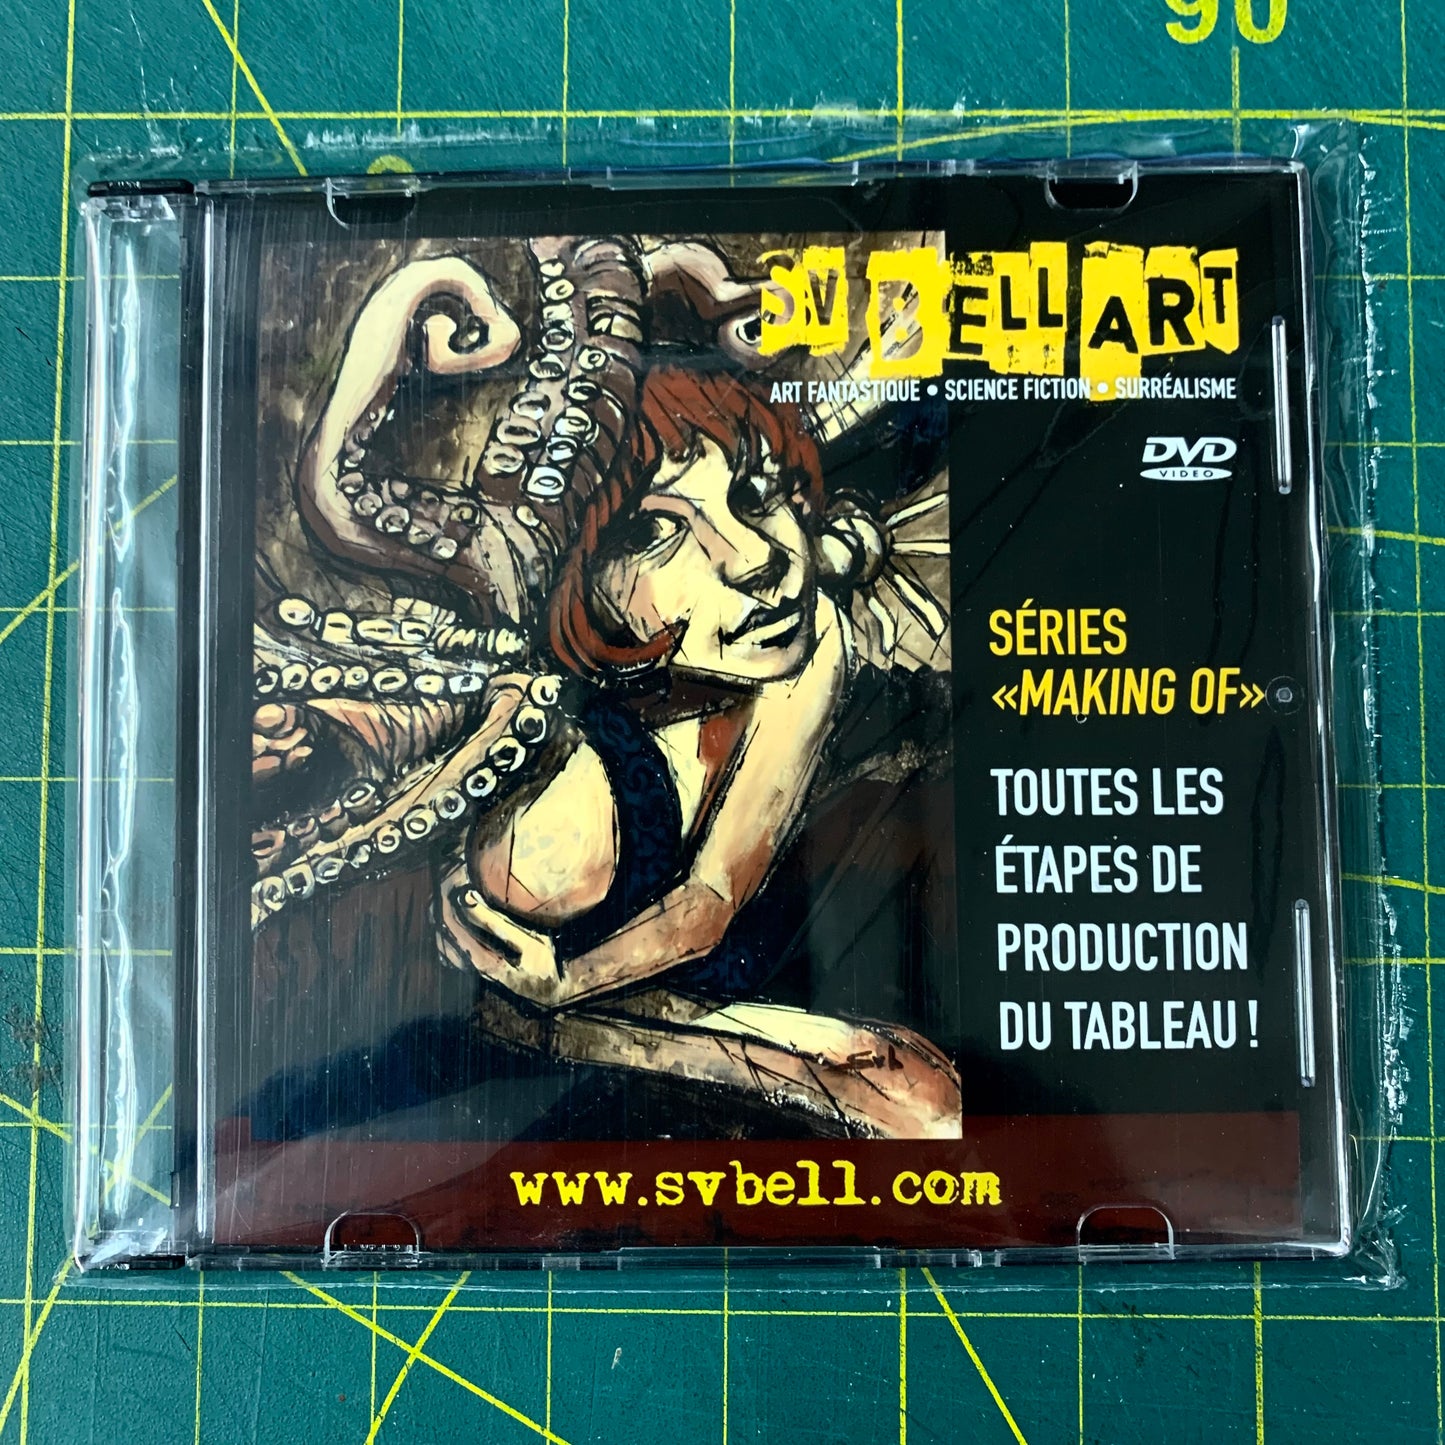 90
SV BELL ART
ART FANTASTIQUE • SCIENCE FICTION • SURRÉALISME
DVD
VIDEO
SÉRIES
«MAKING OF»
TOUTES LES
ÉTAPES DE
PRODUCTION
DU TABLEAU !
www.svbell.com